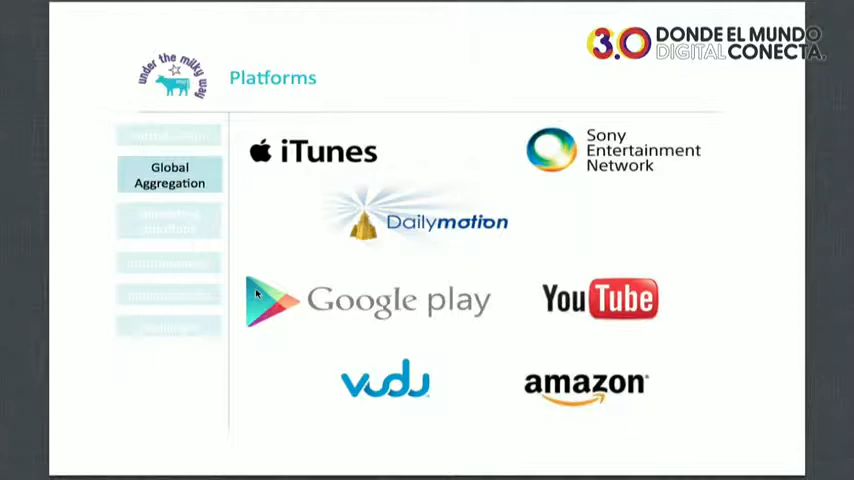 3.0 DONDE EL MUNDO
DIGITAL CONECTA.
under the milky way
Platforms
Global
Aggregation
iTunes
Sony
Entertainment
Network
Dailymotion
Google play
YouTube
vudu
amazon